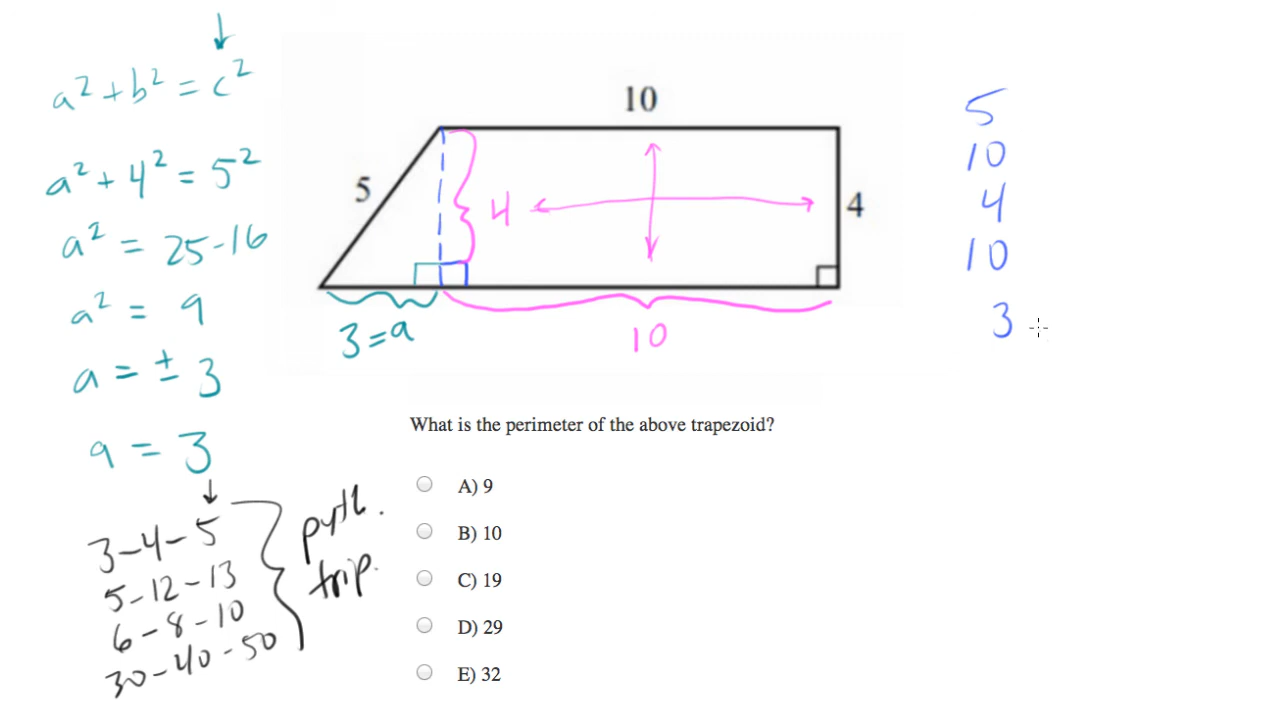 a² + b² = c²
a² + 4² = 5²
a² = 25 - 16
a² = 9
a = ± 3
a = 3
3 - 4 - 5
5 - 12 - 13
6 - 8 - 10
30 - 40 - 50
pyth.
trip.
10
5
4
4
3 = a
10
5
10
4
10
3
What is the perimeter of the above trapezoid?
A) 9
B) 10
C) 19
D) 29
E) 32